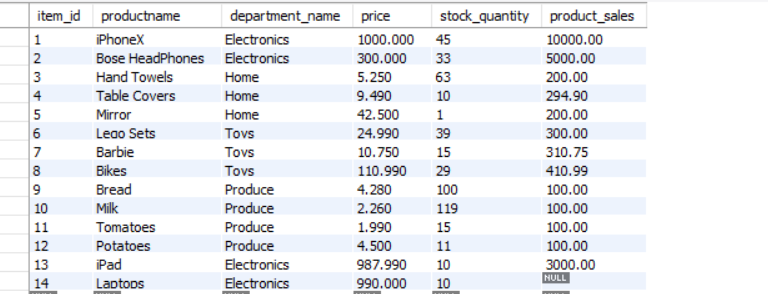 item_id productname department_name price stock_quantity product_sales
1 iPhoneX Electronics 1000.000 45 10000.00
2 Bose HeadPhones Electronics 300.000 33 5000.00
3 Hand Towels Home 5.250 63 200.00
4 Table Covers Home 9.490 10 294.90
5 Mirror Home 42.500 1 200.00
6 Lego Sets Toys 24.990 39 300.00
7 Barbie Toys 10.750 15 310.75
8 Bikes Toys 110.990 29 410.99
9 Bread Produce 4.280 100 100.00
10 Milk Produce 2.260 119 100.00
11 Tomatoes Produce 1.990 15 100.00
12 Potatoes Produce 4.500 11 100.00
13 iPad Electronics 987.990 10 3000.00
14 Laptops Electronics 990.000 10 NULL